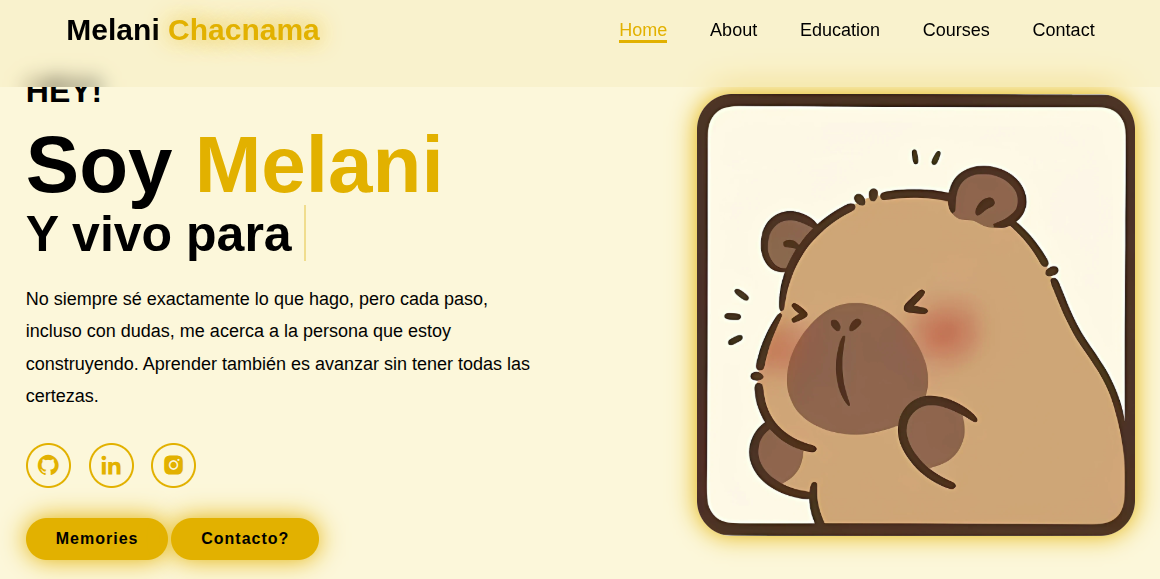 Melani Chacnama
Home About Education Courses Contact
HEY!
Soy Melani
Y vivo para
No siempre sé exactamente lo que hago, pero cada paso,
incluso con dudas, me acerca a la persona que estoy
construyendo. Aprender también es avanzar sin tener todas las
certezas.
in
Memories Contacto?